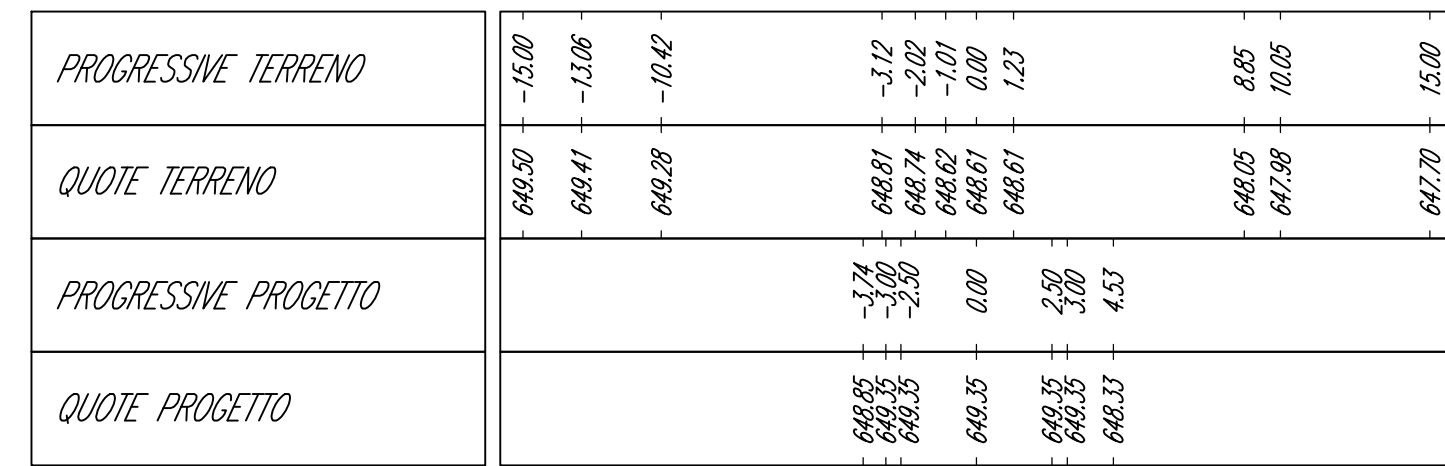 PROGRESSIVE TERRENO -15.00 -13.06 -10.42 -3.12 -2.02 -1.01 0.00 1.23 8.85 10.05 15.00
QUOTE TERRENO 649.50 649.41 649.28 648.81 648.74 648.62 648.61 648.61 648.05 647.98 647.70
PROGRESSIVE PROGETTO -3.74 -3.00 -2.50 0.00 2.50 3.00 4.53
QUOTE PROGETTO 648.85 649.35 649.35 649.35 649.35 649.35 648.33